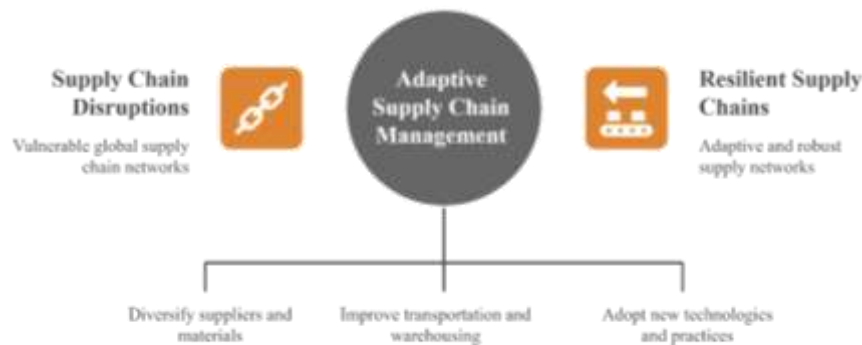 Supply Chain
Disruptions
Vulnerable global supply
chain networks
Adaptive
Supply Chain
Management
Resilient Supply
Chains
Adaptive and robust
supply networks
Diversify suppliers and
materials
Improve transportation and
warehousing
Adopt new technologies
and practices